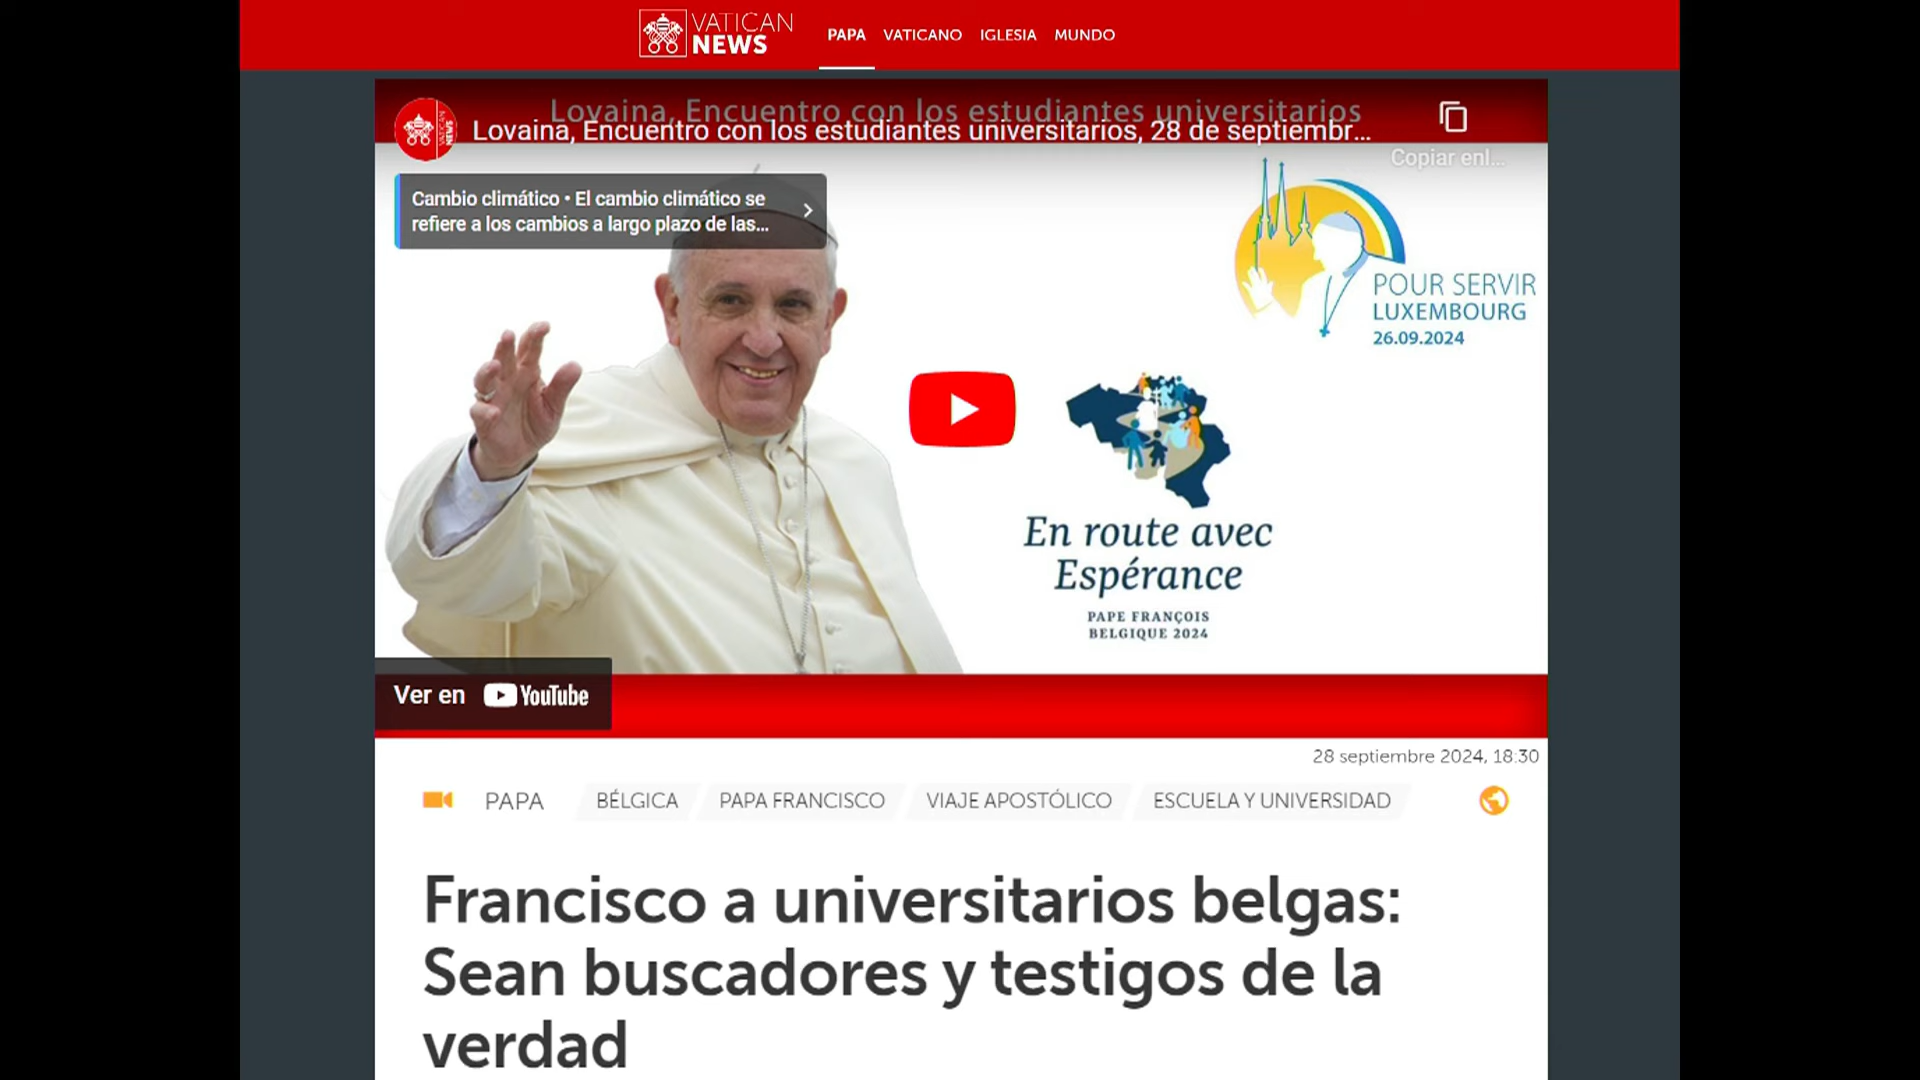 VATICAN
NEWS
PAPA VATICANO IGLESIA MUNDO
Lovaina, Encuentro con los estudiantes universitarios
VATICAN
NEWS
Lovaina, Encuentro con los estudiantes universitarios, 28 de septiembr...
Copiar enl...
Cambio climático • El cambio climático se
refiere a los cambios a largo plazo de las...
POUR SERVIR
LUXEMBOURG
26.09.2024
En route avec
Espérance
PAPE FRANÇOIS
BELGIQUE 2024
Ver en YouTube
28 septiembre 2024, 18:30
PAPA BÉLGICA PAPA FRANCISCO VIAJE APOSTÓLICO ESCUELA Y UNIVERSIDAD
Francisco a universitarios belgas:
Sean buscadores y testigos de la
verdad